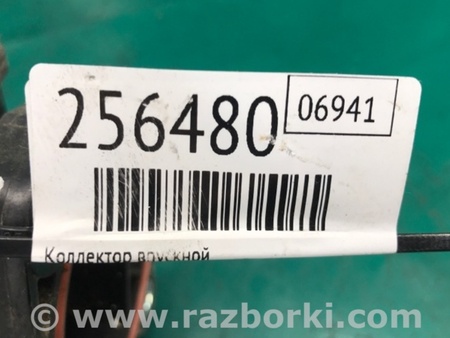 256480
06941
Коллектор впускной
www.razborki.com